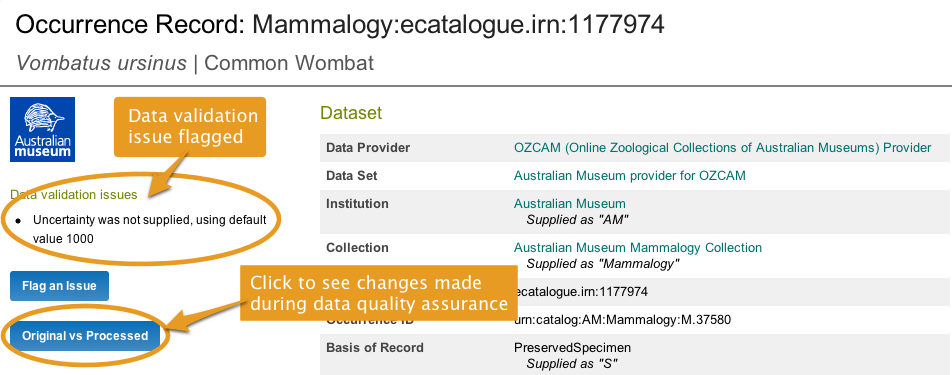 Occurrence Record: Mammalogy:ecatalogue.irn:1177974
Vombatus ursinus | Common Wombat
Australian
museum
Data validation
issue flagged
Data validation issues
Uncertainty was not supplied, using default
value 1000
Flag an Issue
Original vs Processed
Click to see changes made
during data quality assurance
Dataset
Data Provider OZCAM (Online Zoological Collections of Australian Museums) Provider
Data Set Australian Museum provider for OZCAM
Institution Australian Museum
Supplied as "AM"
Collection Australian Museum Mammalogy Collection
Supplied as "Mammalogy"
ecatalogue.irn:1177974
Occurrence ID urn:catalog:AM:Mammalogy:M.37580
Basis of Record PreservedSpecimen
Supplied as "S"